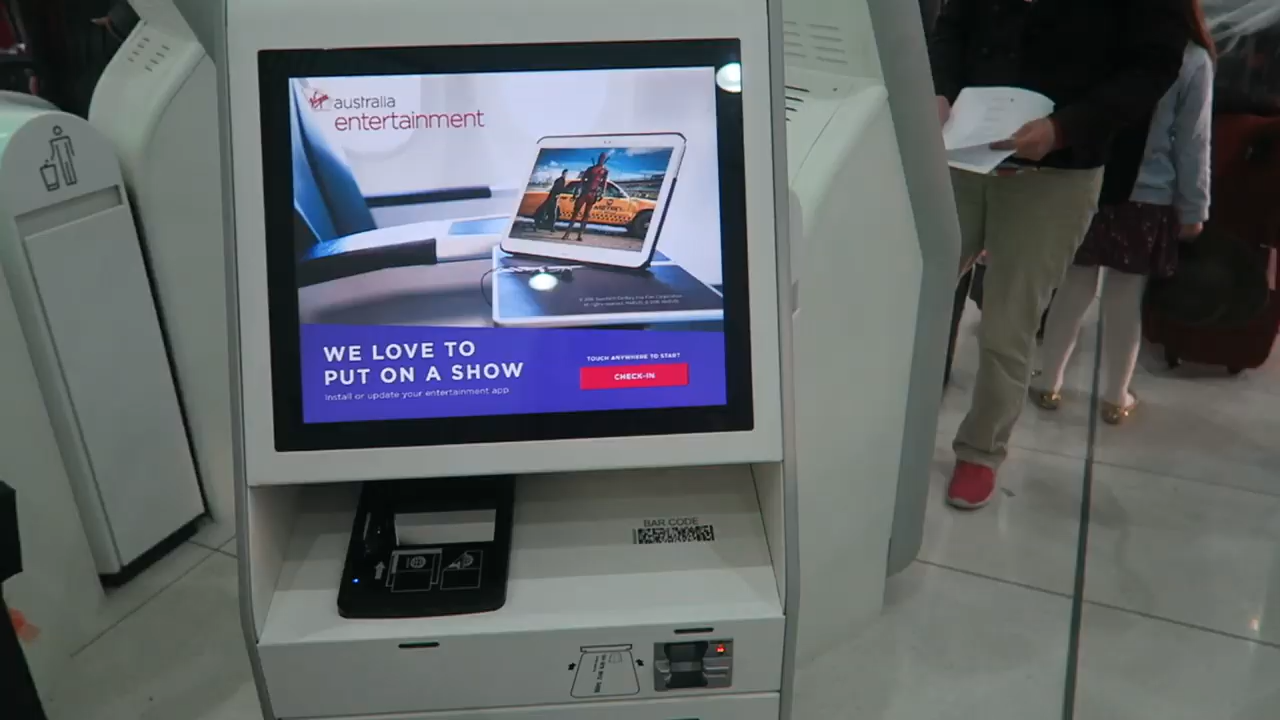 australia
entertainment
WE LOVE TO
PUT ON A SHOW
Install or update your entertainment app
TOUCH ANYWHERE TO START
CHECK-IN
BAR CODE